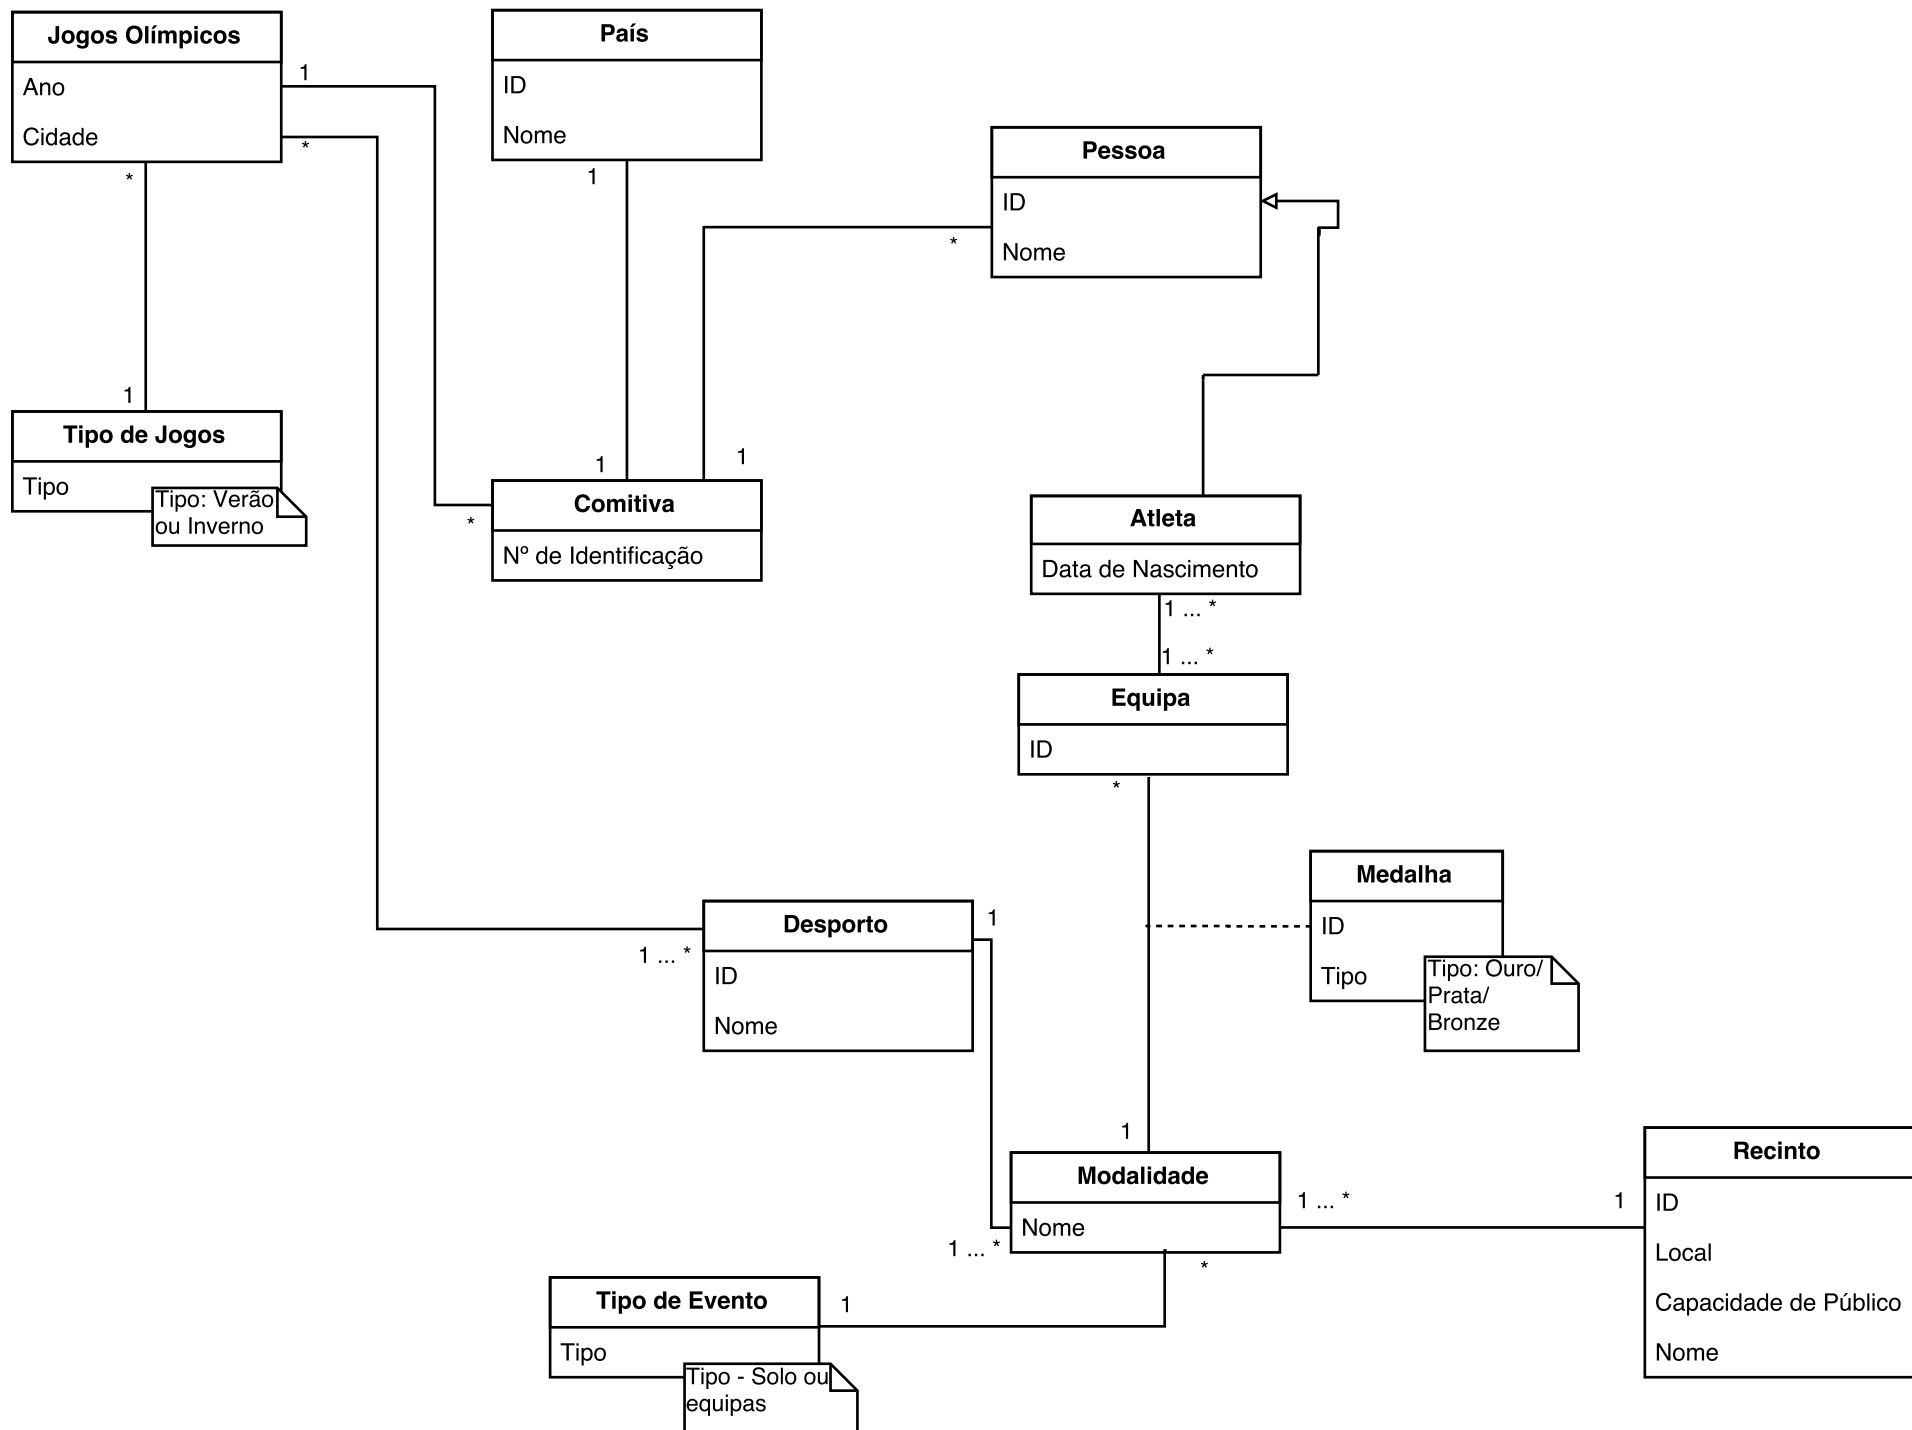 Jogos Olímpicos
Ano
Cidade
1
*
*
1
Tipo de Jogos
Tipo
Tipo: Verão
ou Inverno
País
ID
Nome
1
1
1
*
Comitiva
Nº de Identificação
Pessoa
ID
Nome
*
Atleta
Data de Nascimento
1 ... *
1 ... *
Equipa
ID
*
Medalha
ID
Tipo
Tipo: Ouro/
Prata/
Bronze
Desporto
ID
Nome
1
1 ... *
1
Modalidade
Nome
1 ... *
*
1 ... *
1
Recinto
ID
Local
Capacidade de Público
Nome
Tipo de Evento
Tipo
1
Tipo - Solo ou
equipas